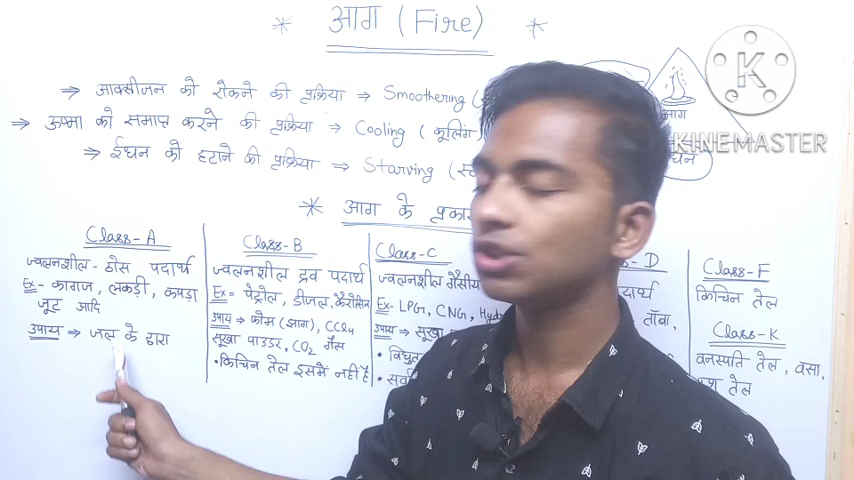 * आग (Fire) *
⇒ आक्सीजन को रोकने की प्रक्रिया → Smoothering (
⇒ ऊष्मा को समाप्त करने की प्रक्रिया → Cooling ( कूलिंग
⇒ ईंधन को हटाने की प्रक्रिया ⇒ Starving (
आग
K
KINEMASTER
* आग के प्रकार
Class-A
ज्वलनशील - ठोस पदार्थ
Ex - कागज, लकड़ी, कपड़ा
जूट आदि
उपाय → जल के द्वारा
Class-B
ज्वलनशील द्रव पदार्थ
Ex = पेट्रोल, डीजल, कैरोसिन
उपाय → फोम (झाग), CCl4
सूखा पाउडर, CO2 गैस
• किचिन तेल इसमें नहीं है
Class-C
ज्वलनशील गैसीय
Ex - LPG, CNG,
उपाय ⇒ सूखा
• विद्युत
-D
पदार्थ
ताँबा,
Class-F
किचिन तेल
Class-K
वनस्पति तेल, वसा,
तेल